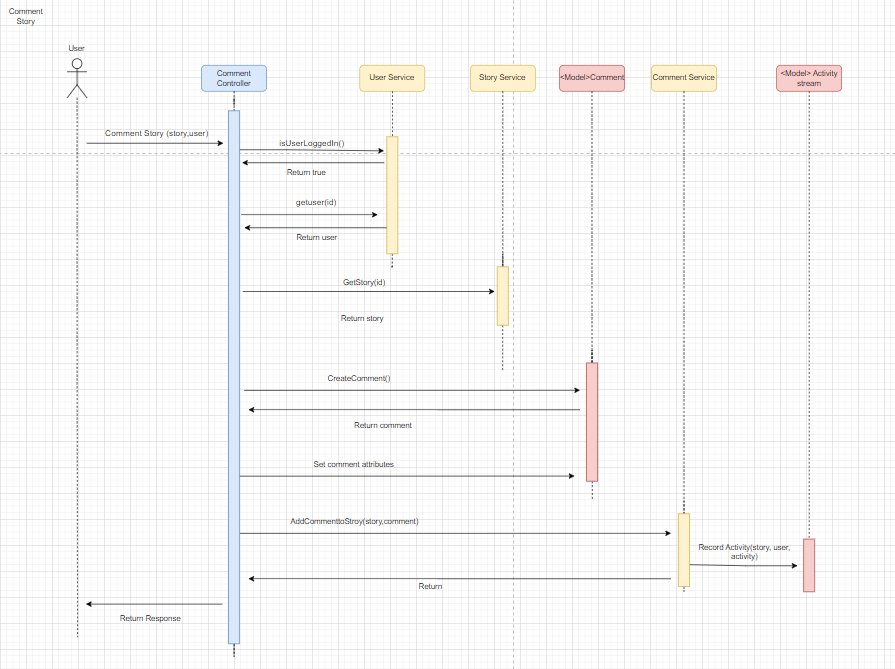 Comment
Story
User
Comment
Controller
User Service
Story Service
<Model>Comment
Comment Service
<Model> Activity
stream
Comment Story (story,user)
isUserLoggedIn()
Return true
getuser(id)
Return user
GetStory(id)
Return story
CreateComment()
Return comment
Set comment attributes
AddCommenttoStroy(story,comment)
Record Activity(story, user,
activity)
Return
Return Response